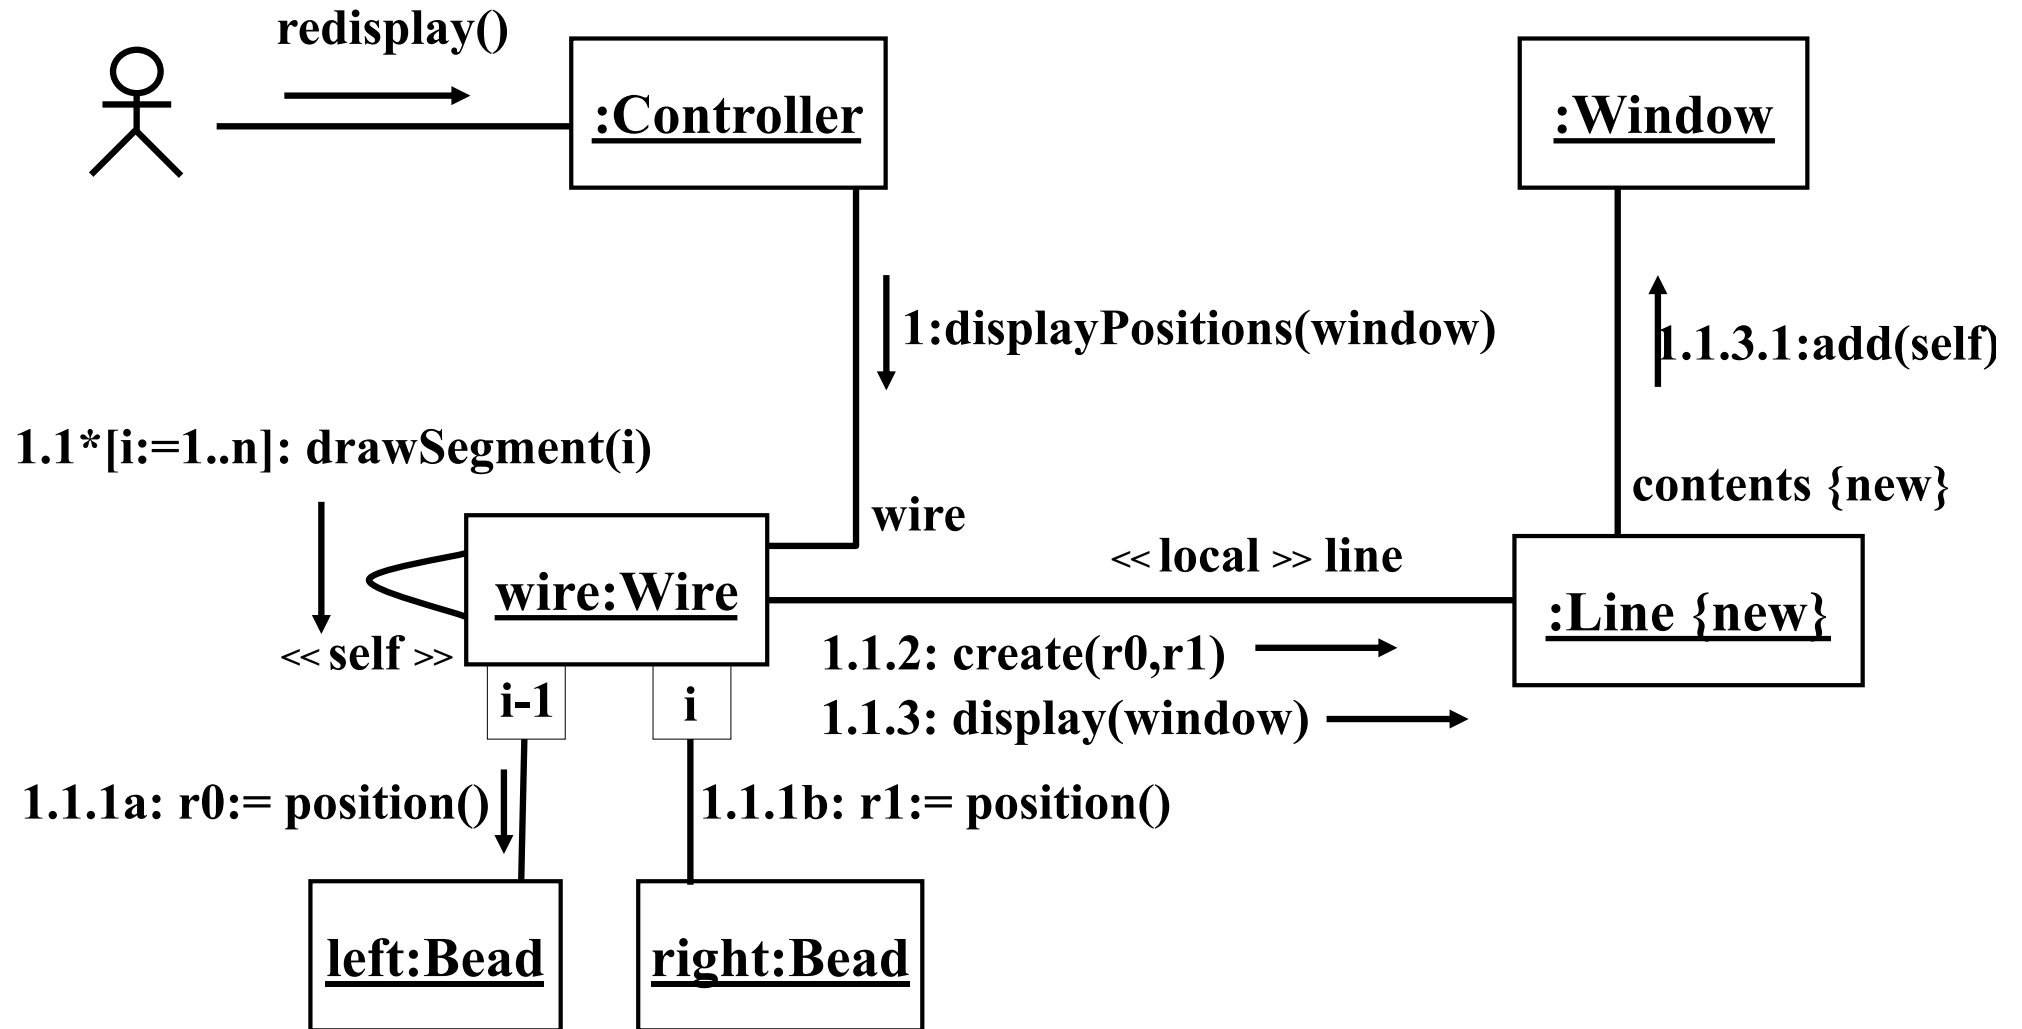 redisplay()
:Controller
:Window
1:displayPositions(window)
1.1.3.1:add(self)
1.1*[i:=1..n]: drawSegment(i)
contents {new}
wire
<< local >> line
wire:Wire
:Line {new}
<< self >>
1.1.2: create(r0,r1)
i-1
i
1.1.3: display(window)
1.1.1a: r0:= position()
1.1.1b: r1:= position()
left:Bead
right:Bead